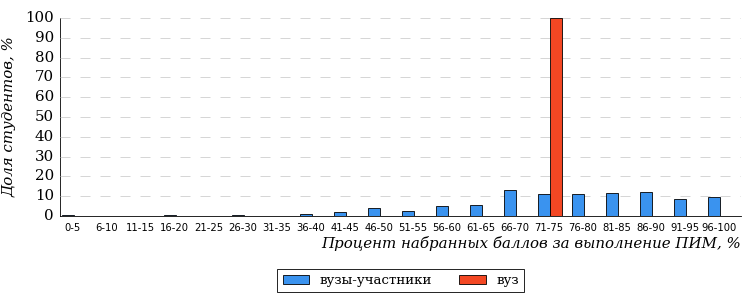 100
90
80
70
60
50
40
30
20
10
0
Доля студентов, %
0-5 6-10 11-15 16-20 21-25 26-30 31-35 36-40 41-45 46-50 51-55 56-60 61-65 66-70 71-75 76-80 81-85 86-90 91-95 96-100
Процент набранных баллов за выполнение ПИМ, %
вузы-участники вуз